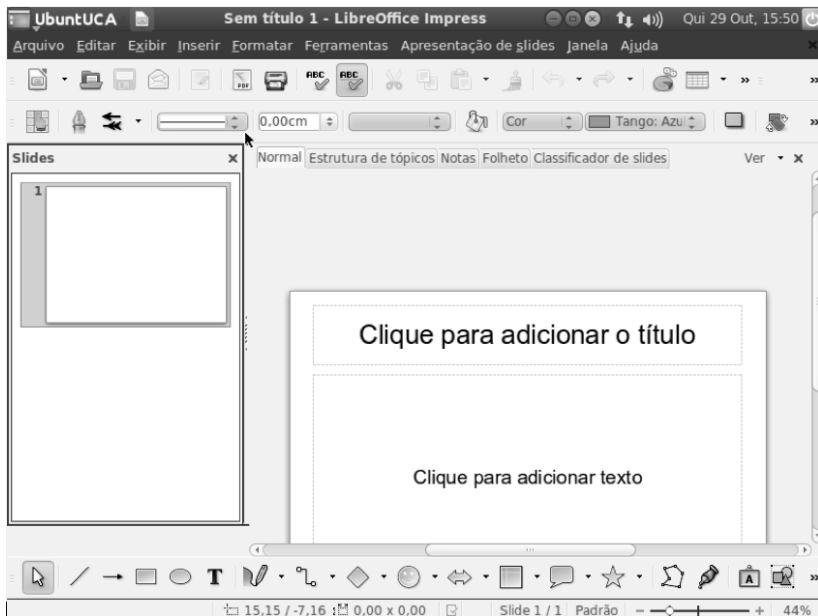 UbuntUCA Sem título 1 - LibreOffice Impress Qui 29 Out, 15:50
Arquivo Editar Exibir Inserir Formatar Ferramentas Apresentação de slides Janela Ajuda
PDF ABC ABC »
0,00cm Cor Tango: Azu »
Slides Normal Estrutura de tópicos Notas Folheto Classificador de slides Ver
1
Clique para adicionar o título
Clique para adicionar texto
T A »
15,15 / -7,16 0,00 x 0,00 Slide 1 / 1 Padrão 44%